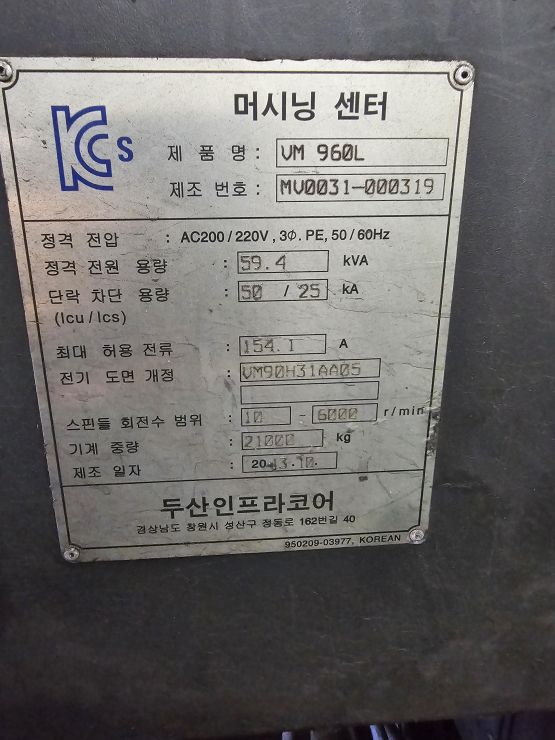 KCs
머시닝 센터
제 품 명 : VM 960L
제조 번호 : MV0031-000319
정격 전압 : AC200/220V, 3Φ. PE, 50/60Hz
정격 전원 용량 : 59.4 kVA
단락 차단 용량 : 50 / 25 kA
(Icu/Ics)
최대 허용 전류 : 154.1 A
전기 도면 개정 : VM90H31AA05
스핀들 회전수 범위 : 10 - 6000 r/min
기계 중량 : 21000 kg
제조 일자 : 2013.10.
두산인프라코어
경상남도 창원시 성산구 정동로 162번길 40
950209-03977, KOREAN